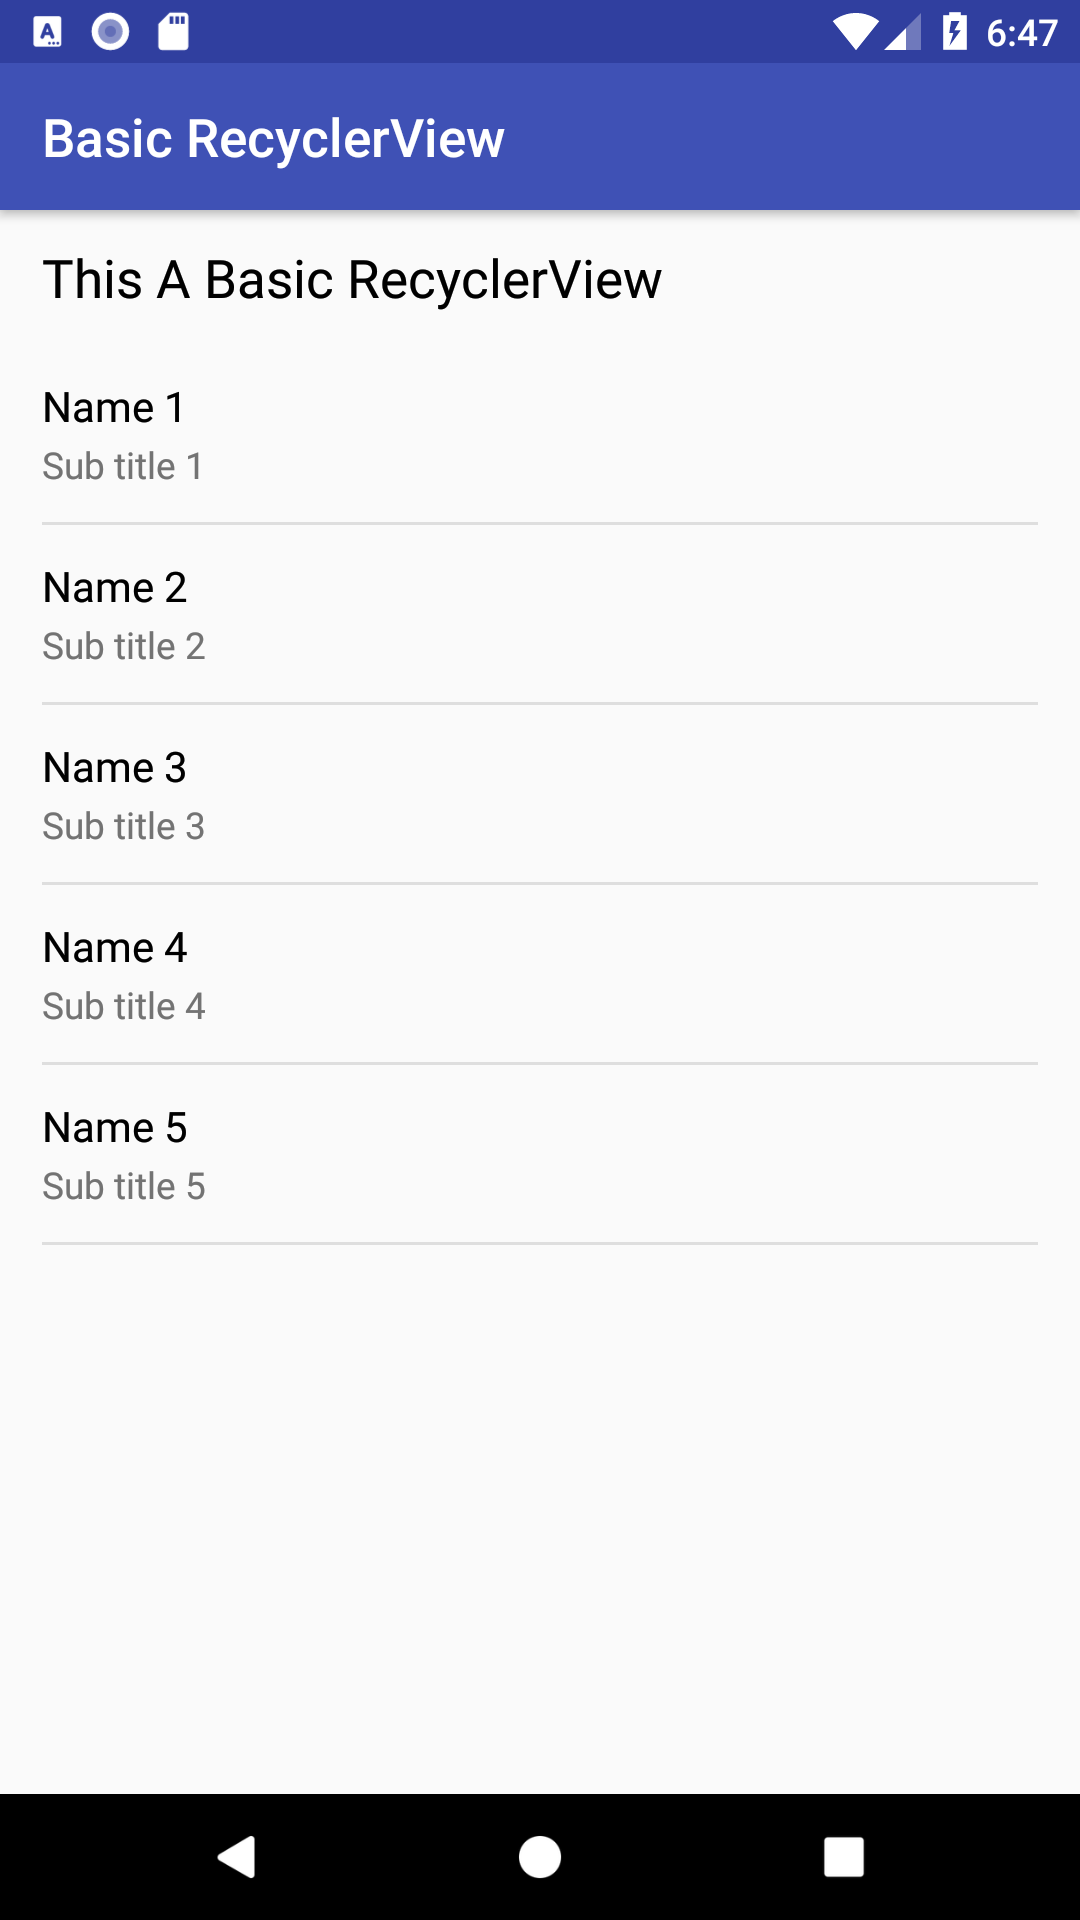 6:47
Basic RecyclerView
This A Basic RecyclerView
Name 1
Sub title 1
Name 2
Sub title 2
Name 3
Sub title 3
Name 4
Sub title 4
Name 5
Sub title 5